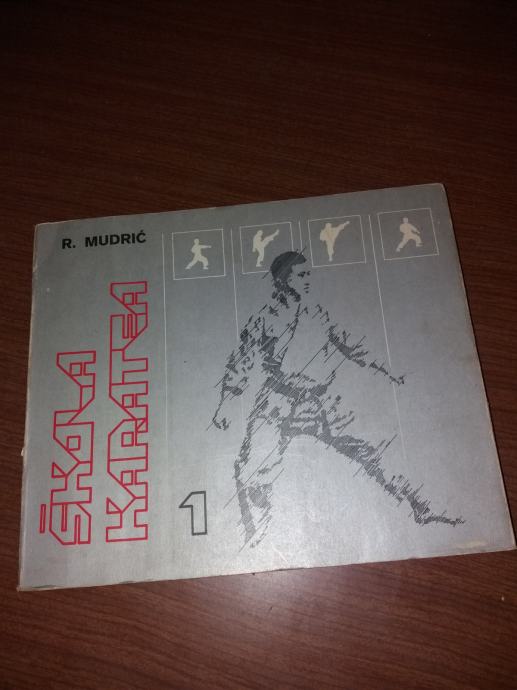 R. MUDRIĆ
ŠKOLA
KARATEA
1